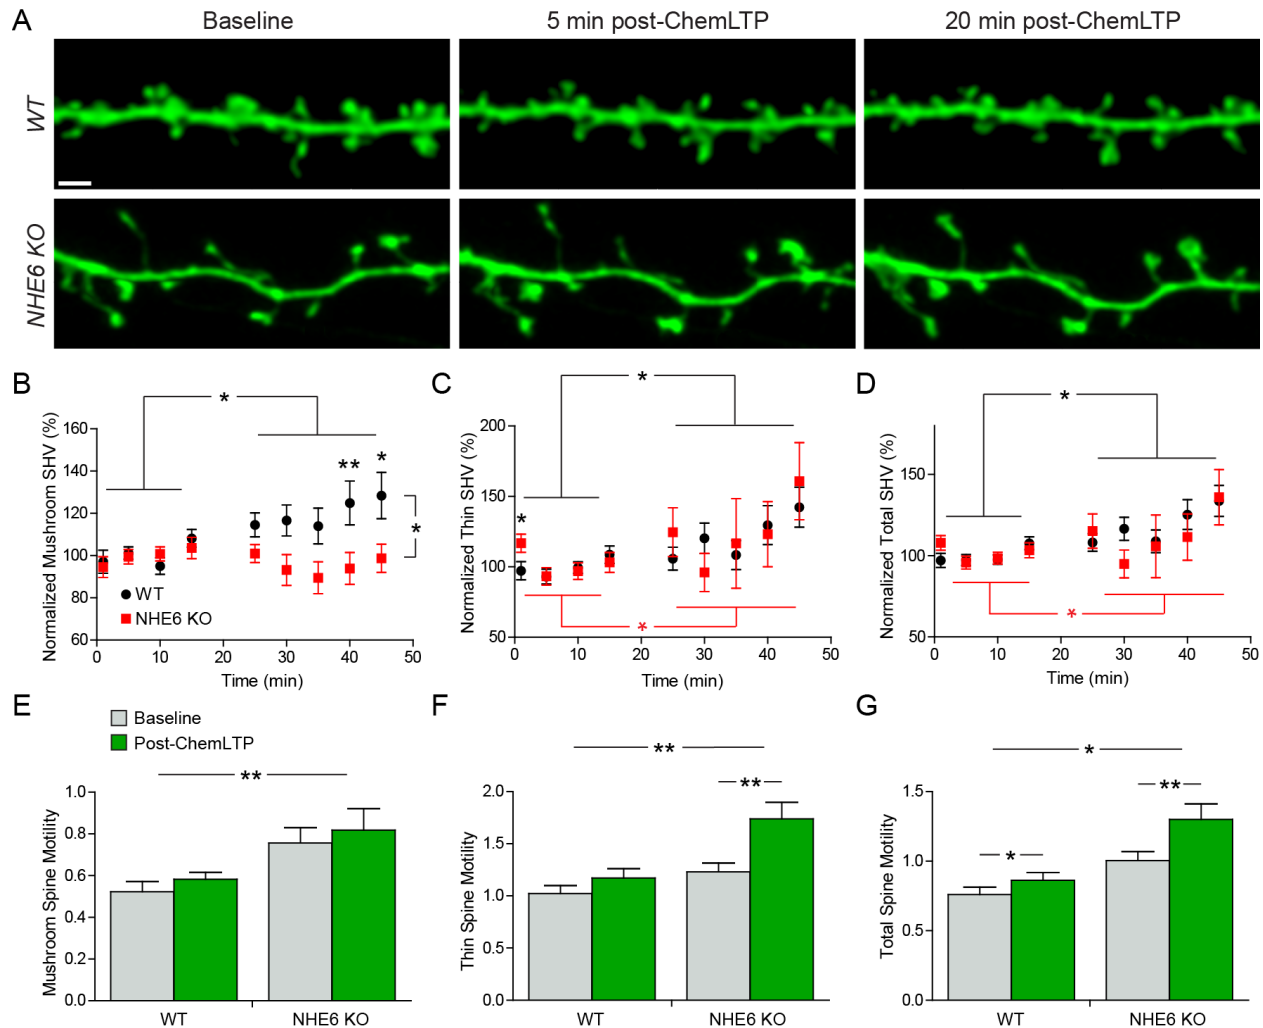 A
Baseline
5 min post-ChemLTP
20 min post-ChemLTP
WT
NHE6 KO
B
Normalized Mushroom SHV (%)
160
140
120
100
80
60
*
**
*
*
WT
NHE6 KO
0
10
20
30
40
50
Time (min)
C
Normalized Thin SHV (%)
200
150
100
50
*
*
*
0
10
20
30
40
50
Time (min)
D
Normalized Total SHV (%)
150
100
50
*
*
0
10
20
30
40
50
Time (min)
E
Baseline
Post-ChemLTP
Mushroom Spine Motility
1.0
0.8
0.6
0.4
0.2
0.0
**
WT
NHE6 KO
F
Thin Spine Motility
2.0
1.5
1.0
0.5
0.0
**
**
WT
NHE6 KO
G
Total Spine Motility
1.5
1.0
0.5
0.0
*
*
**
WT
NHE6 KO